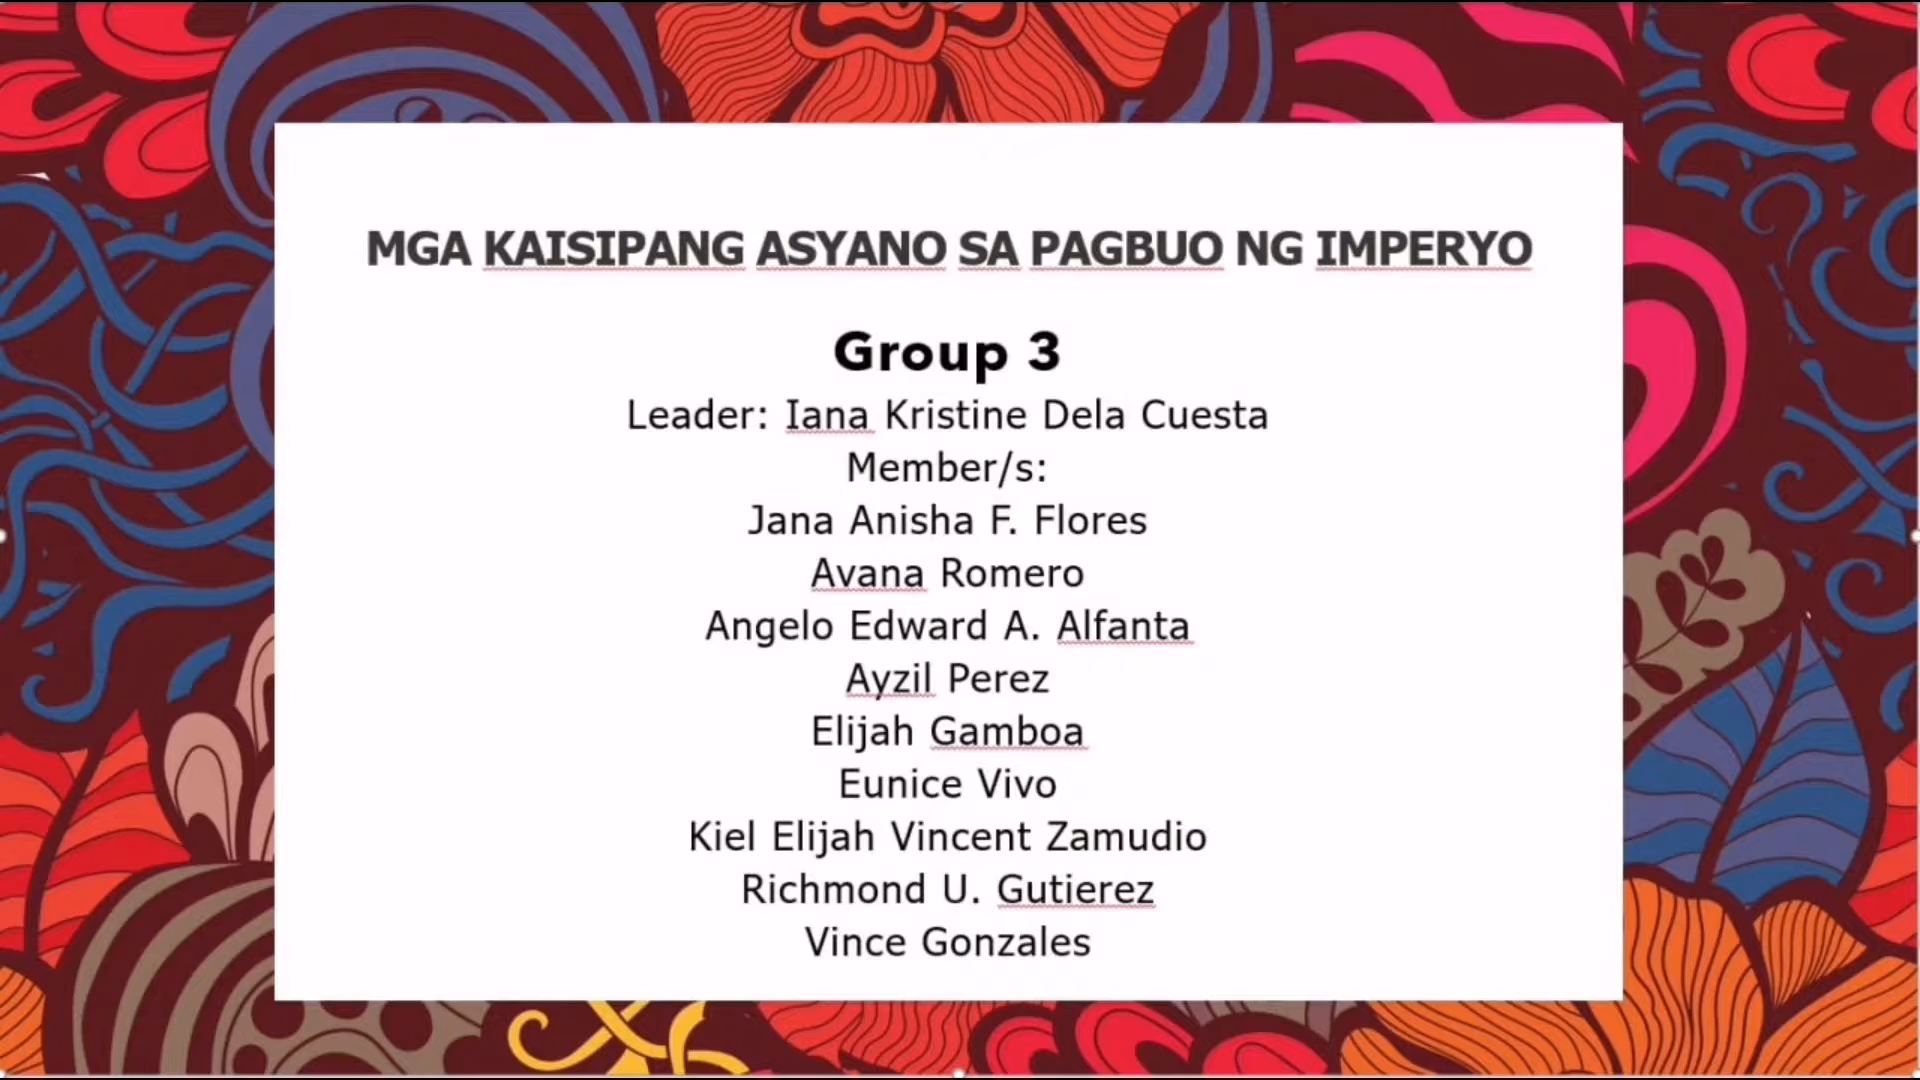 MGA KAISIPANG ASYANO SA PAGBUO NG IMPERYO
Group 3
Leader: Iana Kristine Dela Cuesta
Member/s:
Jana Anisha F. Flores
Avana Romero
Angelo Edward A. Alfanta
Ayzil Perez
Elijah Gamboa
Eunice Vivo
Kiel Elijah Vincent Zamudio
Richmond U. Gutierez
Vince Gonzales